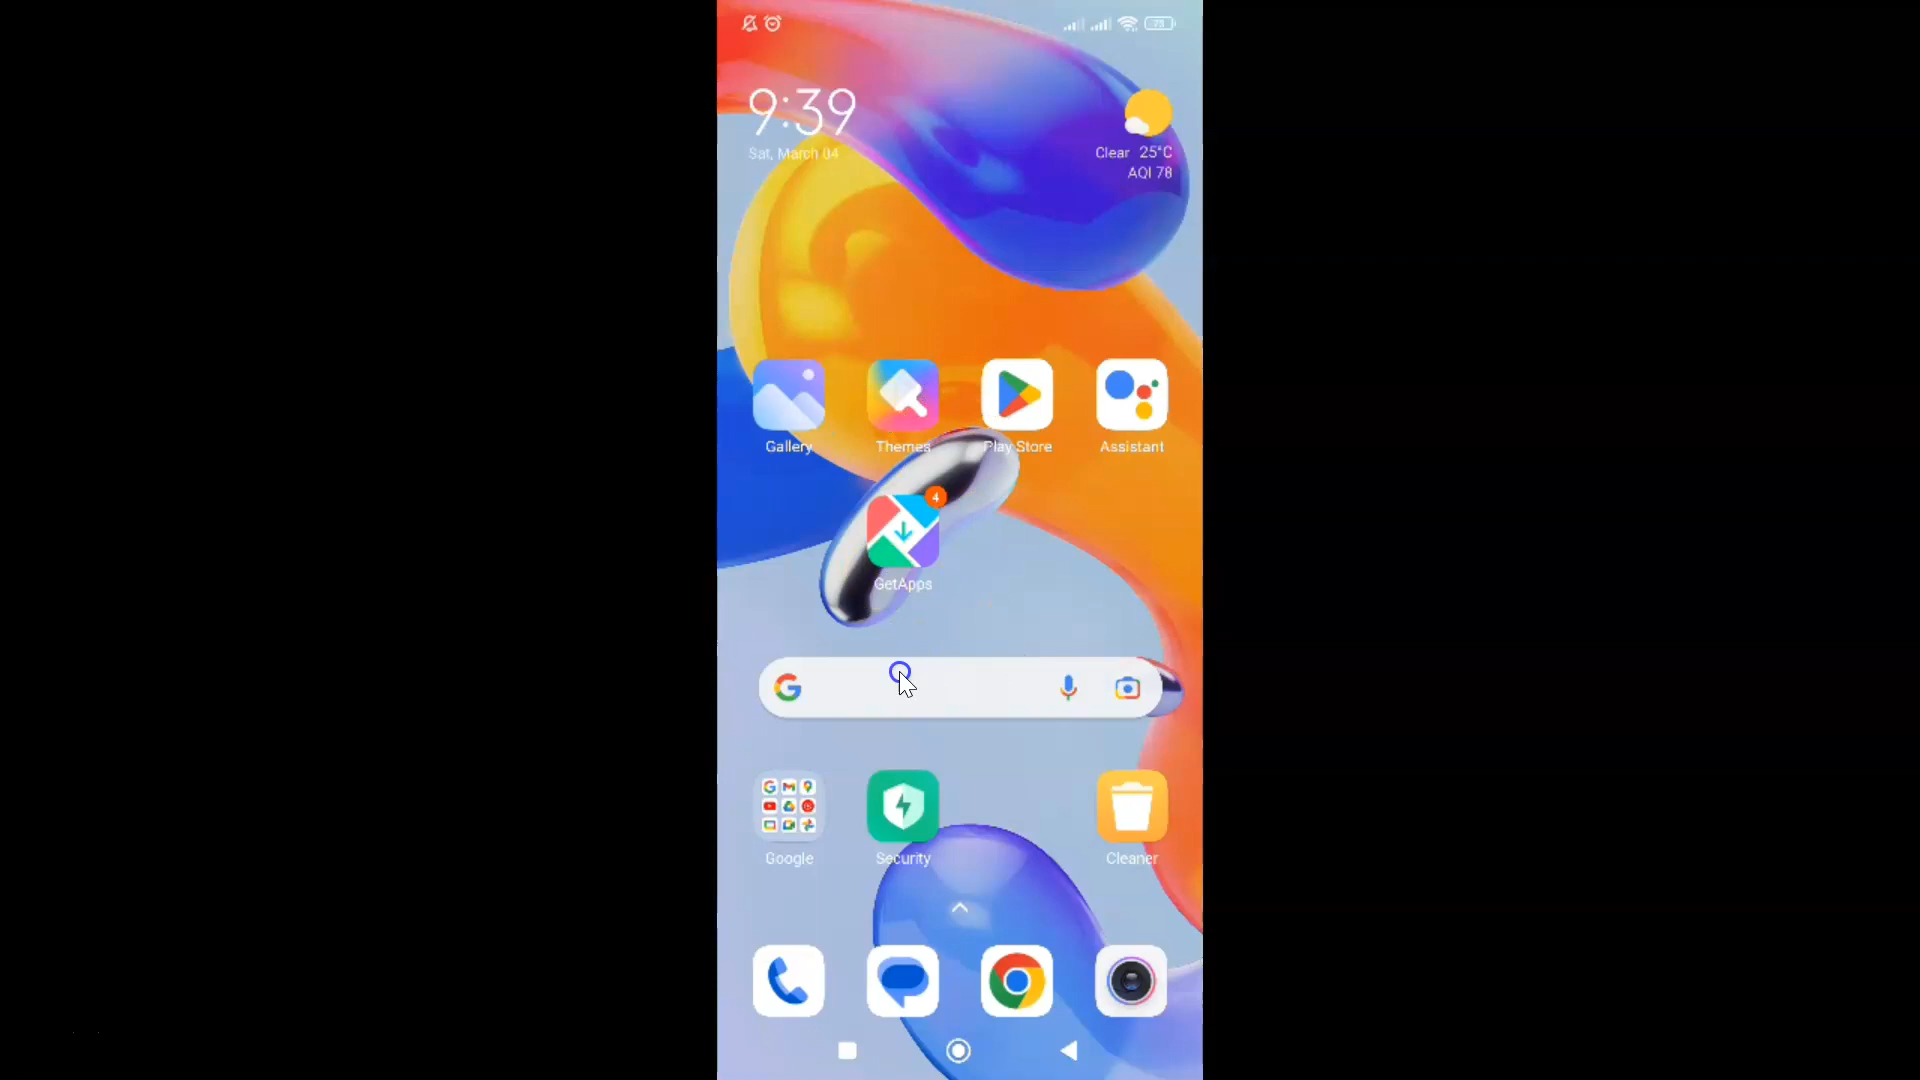 9:39
Sat, March 04
Clear 25°C
AQI 78
Gallery
Themes
Play Store
Assistant
4
GetApps
Google
Security
Cleaner